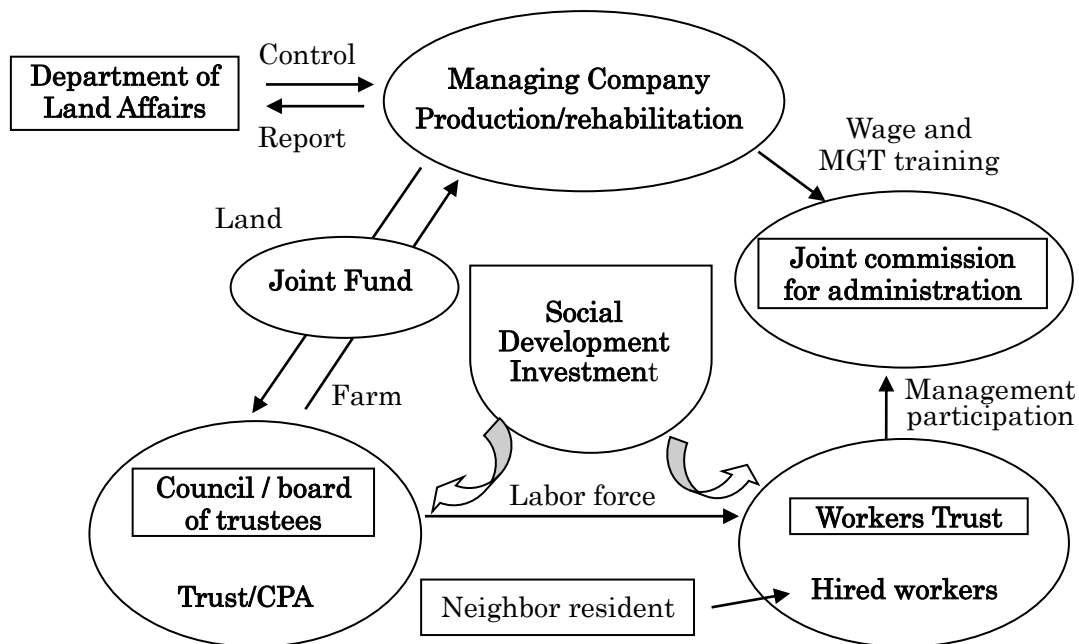 Control
Department of
Land Affairs
Report
Managing Company
Production/rehabilitation
Wage and
MGT training
Land
Joint Fund
Joint commission
for administration
Social
Development
Investment
Farm
Management
participation
Council / board
of trustees
Labor force
Workers Trust
Trust/CPA
Neighbor resident
Hired workers